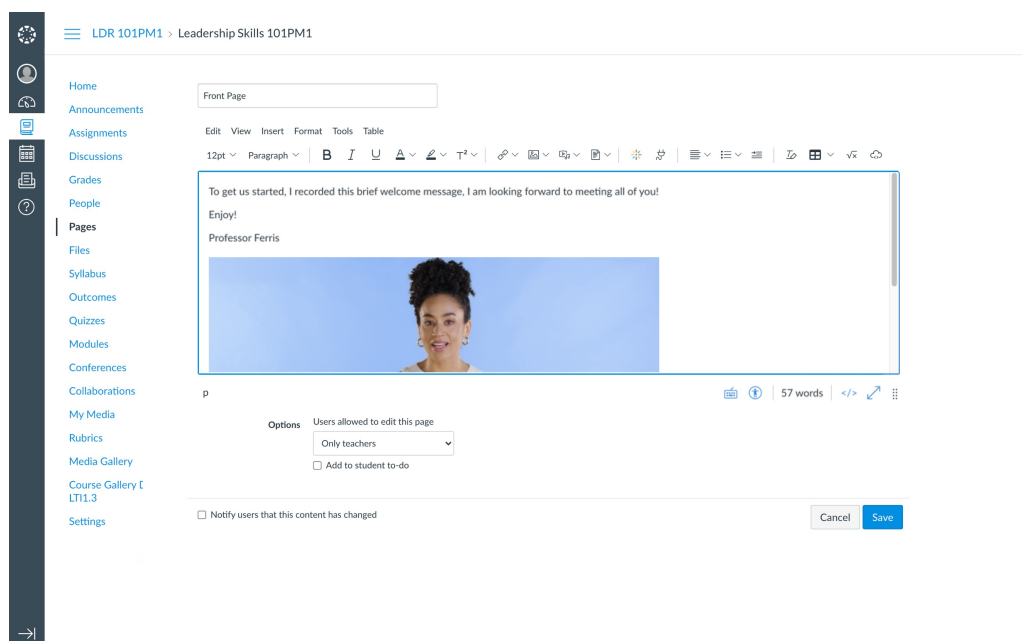 LDR 101PM1 > Leadership Skills 101PM1
Home
Announcements
Assignments
Discussions
Grades
People
Pages
Files
Syllabus
Outcomes
Quizzes
Modules
Conferences
Collaborations
My Media
Rubrics
Media Gallery
Course Gallery D
LTI1.3
Settings
Front Page
Edit View Insert Format Tools Table
12pt Paragraph B I U A T²
To get us started, I recorded this brief welcome message, I am looking forward to meeting all of you!
Enjoy!
Professor Ferris
p
57 words </>
Options
Users allowed to edit this page
Only teachers
Add to student to-do
Notify users that this content has changed
Cancel Save